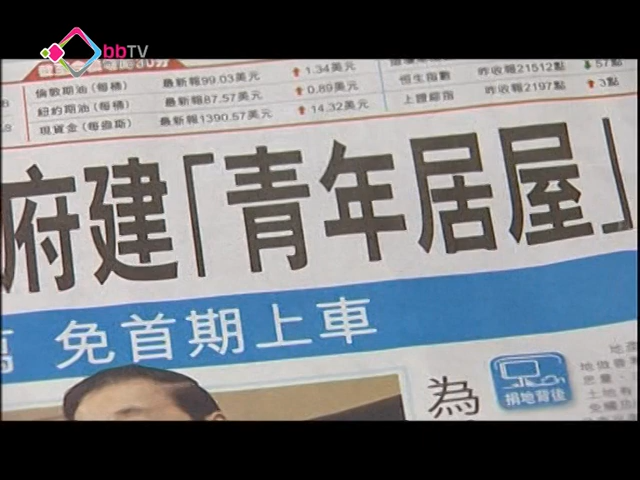 bbTV
倫敦期油(每桶) 最新報99.03美元 1.34美元
紐約期油(每桶) 最新報87.57美元 0.89美元
現貨金(每盎斯) 最新報1390.57美元 14.32美元
恒生指數 昨收報21512點 57點
上證綜指 昨收報2197點 3點
府建「青年居屋」
免首期上車
為
捐地背後